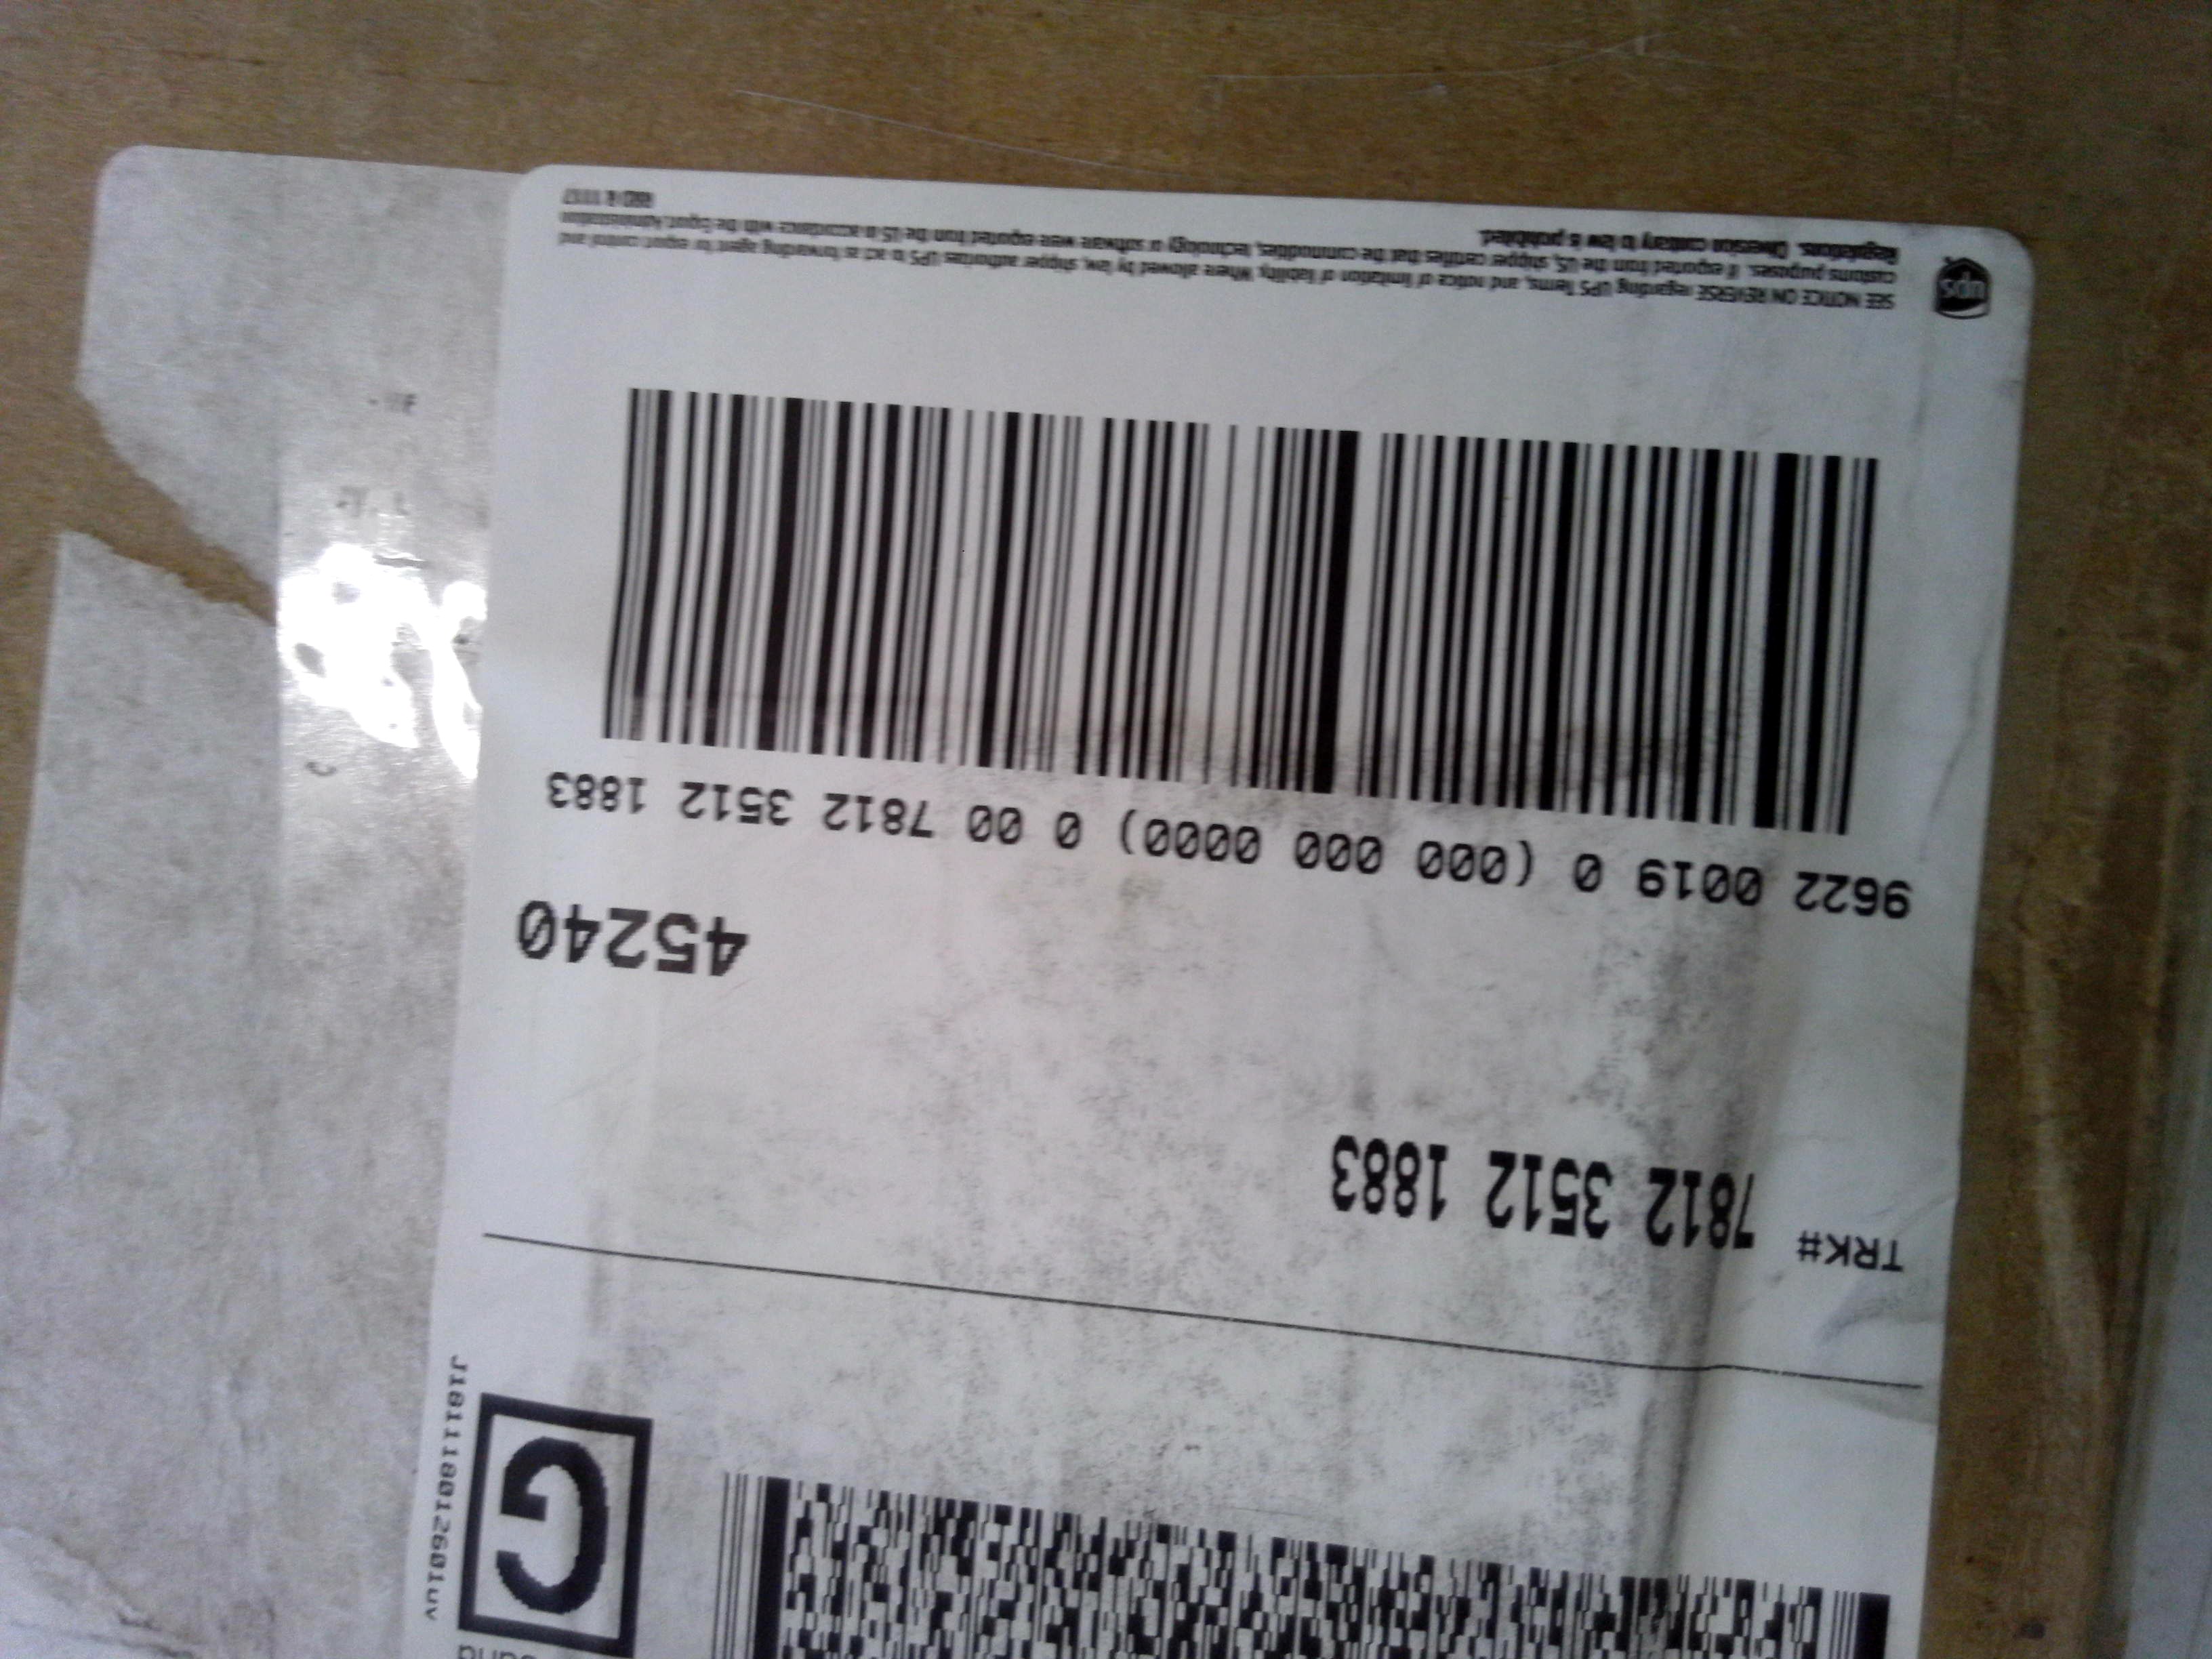 ound
G
J181118012601uv
TRK# 7812 3512 1883
45240
9622 0019 0 (000 000 0000) 0 00 7812 3512 1883
ups
SEE NOTICE ON REVERSE regarding UPS Terms, and notice of limitation of liability. Where allowed by law, shipper authorizes UPS to act as forwarding agent for export control and
customs purposes. If exported from the US, shipper certifies that the commodities, technology or software were exported from the US in accordance with the Export Administration
Regulations. Diversion contrary to law is prohibited.